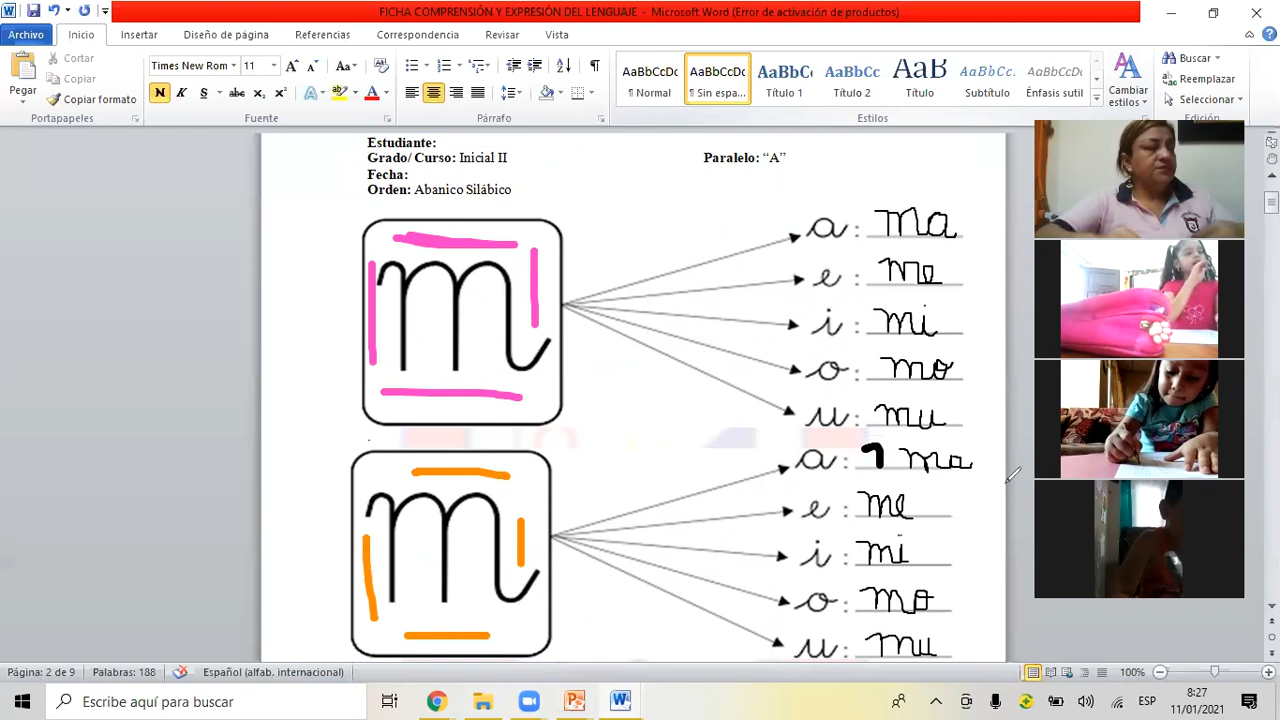 FICHA COMPRENSIÓN Y EXPRESIÓN DEL LENGUAJE - Microsoft Word (Error de activación de productos)
Archivo Inicio Insertar Diseño de página Referencias Correspondencia Revisar Vista
Cortar
Copiar
Copiar formato
Pegar
Portapapeles
Times New Rom 11
Fuente
Párrafo
AaBbCcDc AaBbCcDc AaBbCc AaBbCc AaB AaBbCc. AaBbCcDc
¶ Normal ¶ Sin espa... Título 1 Título 2 Título Subtítulo Énfasis sutil
Estilos
Cambiar estilos
Buscar
Reemplazar
Seleccionar
Edición
Estudiante:
Grado/ Curso: Inicial II Paralelo: “A”
Fecha:
Orden: Abanico Silábico
m
a : ma
e : me
i : mi
o : mo
u : mu
m
a : ma
e : me
i : mi
o : mo
u : mu
Página: 2 de 9 Palabras: 188 Español (alfab. internacional) 100%
Escribe aquí para buscar
ESP
8:27
11/01/2021